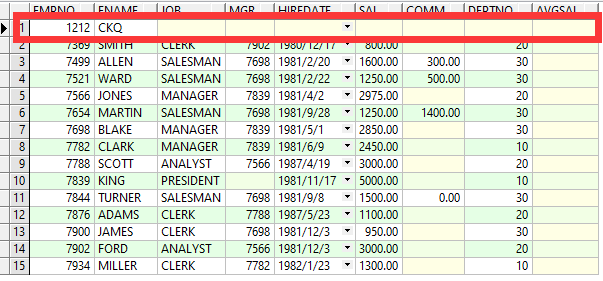 EMPNO ENAME JOB MGR HIREDATE SAL COMM DEPTNO AVGSAL
1 1212 CKQ
2 7369 SMITH CLERK 7902 1980/12/17 800.00 20
3 7499 ALLEN SALESMAN 7698 1981/2/20 1600.00 300.00 30
4 7521 WARD SALESMAN 7698 1981/2/22 1250.00 500.00 30
5 7566 JONES MANAGER 7839 1981/4/2 2975.00 20
6 7654 MARTIN SALESMAN 7698 1981/9/28 1250.00 1400.00 30
7 7698 BLAKE MANAGER 7839 1981/5/1 2850.00 30
8 7782 CLARK MANAGER 7839 1981/6/9 2450.00 10
9 7788 SCOTT ANALYST 7566 1987/4/19 3000.00 20
10 7839 KING PRESIDENT 1981/11/17 5000.00 10
11 7844 TURNER SALESMAN 7698 1981/9/8 1500.00 0.00 30
12 7876 ADAMS CLERK 7788 1987/5/23 1100.00 20
13 7900 JAMES CLERK 7698 1981/12/3 950.00 30
14 7902 FORD ANALYST 7566 1981/12/3 3000.00 20
15 7934 MILLER CLERK 7782 1982/1/23 1300.00 10